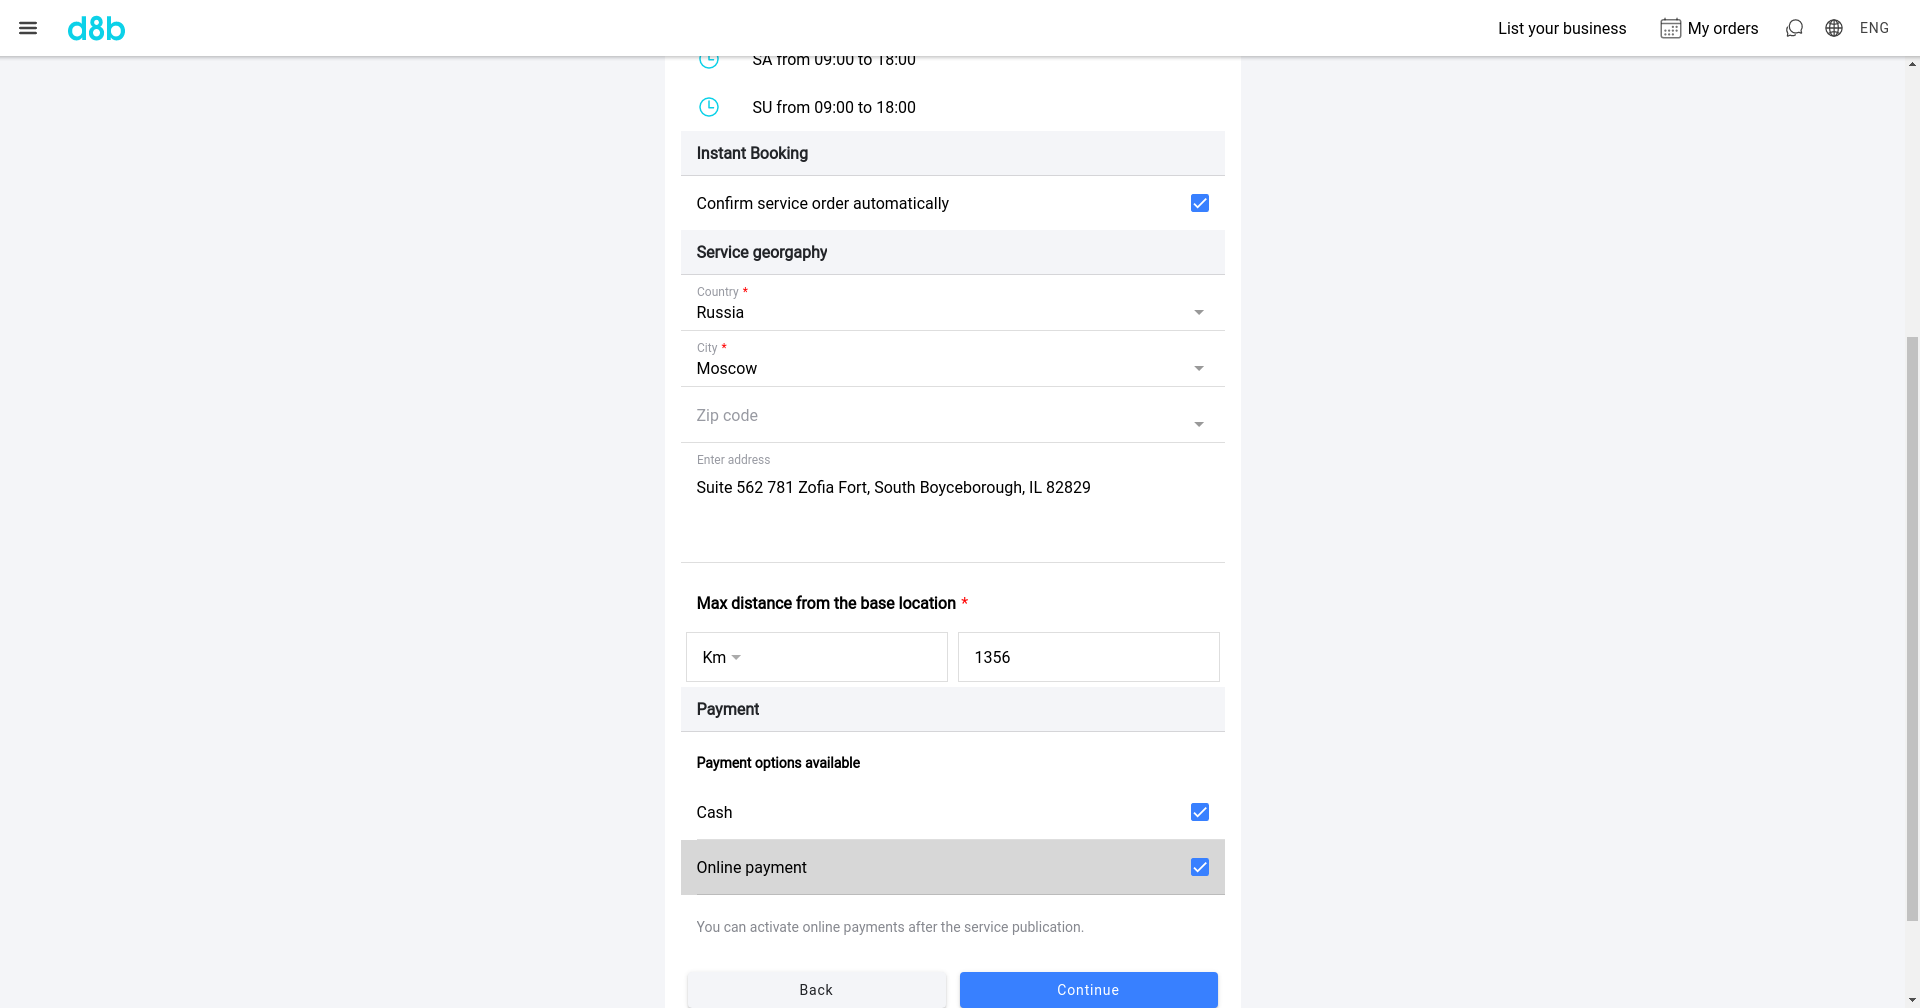 d8b
List your business
My orders
ENG
SA from 09:00 to 18:00
SU from 09:00 to 18:00
Instant Booking
Confirm service order automatically
Service georgaphy
Country *
Russia
City *
Moscow
Zip code
Enter address
Suite 562 781 Zofia Fort, South Boyceborough, IL 82829
Max distance from the base location *
Km
1356
Payment
Payment options available
Cash
Online payment
You can activate online payments after the service publication.
Back
Continue